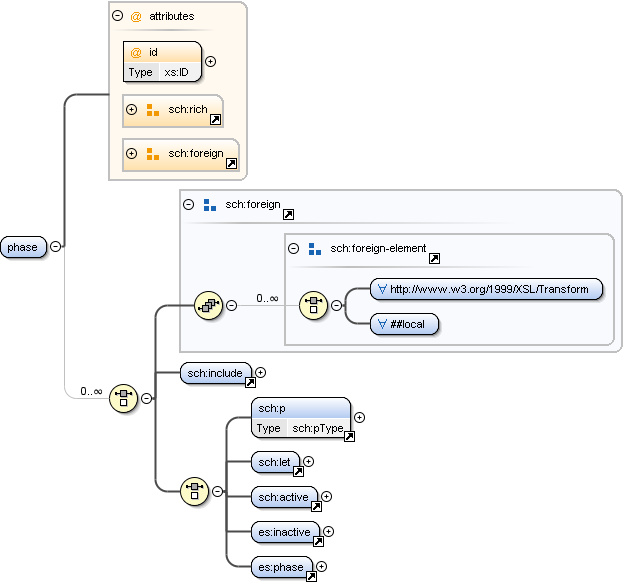 attributes
id
Type xs:ID
sch:rich
sch:foreign
sch:foreign
sch:foreign-element
phase
0..∞
http://www.w3.org/1999/XSL/Transform
##local
sch:include
0..∞
sch:p
Type sch:pType
sch:let
sch:active
es:inactive
es:phase